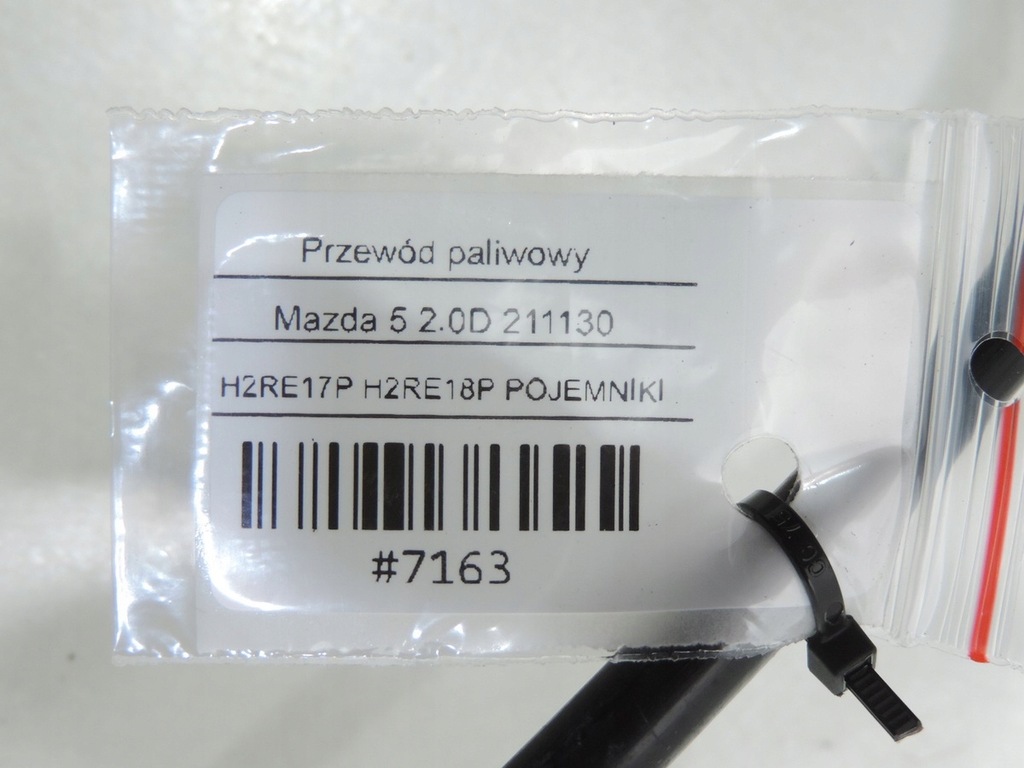 Przewód paliwowy
Mazda 5 2.0D 211130
H2RE17P H2RE18P POJEMNIKI
#7163